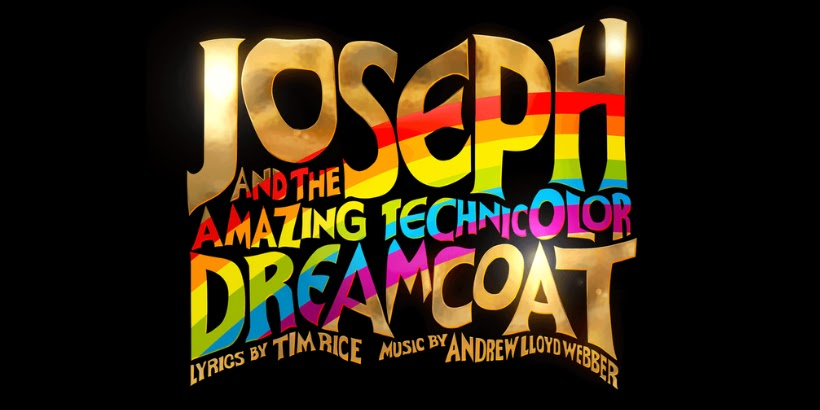 JOSEPH
AND THE
AMAZING TECHNICOLOR
DREAMCOAT
LYRICS BY TIM RICE MUSIC BY ANDREW LLOYD WEBBER